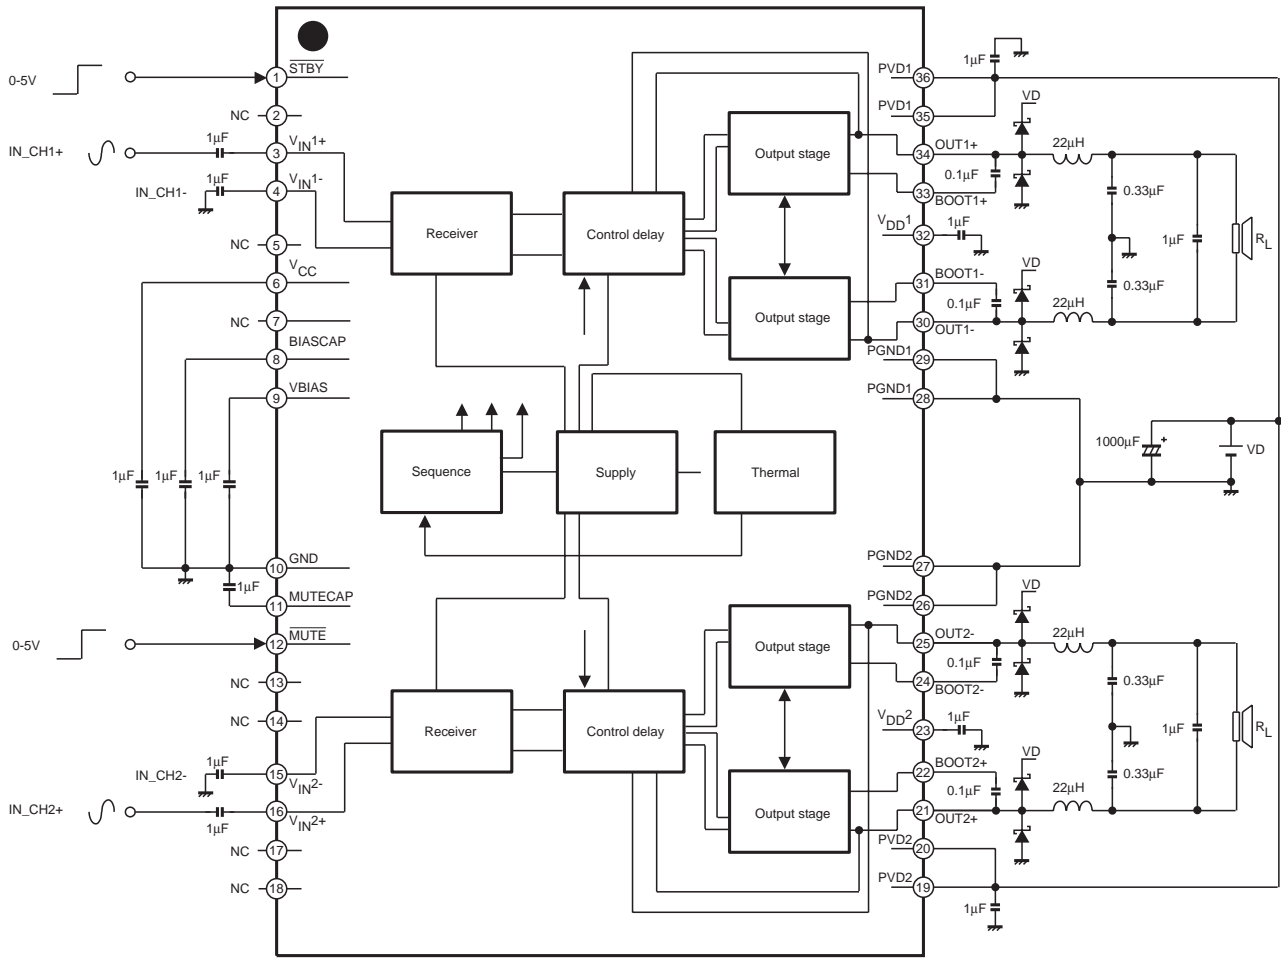 0-5V
1
STBY
NC
2
IN_CH1+
1µF
3
VIN1+
IN_CH1-
1µF
4
VIN1-
NC
5
6
VCC
NC
7
8
BIASCAP
9
VBIAS
1µF
1µF
1µF
10
GND
1µF
11
MUTECAP
0-5V
12
MUTE
NC
13
NC
14
IN_CH2-
1µF
15
VIN2-
IN_CH2+
1µF
16
VIN2+
NC
17
NC
18
Receiver
Control delay
Output stage
Output stage
Sequence
Supply
Thermal
Receiver
Control delay
Output stage
Output stage
PVD1
36
1µF
PVD1
35
VD
34
OUT1+
22µH
0.1µF
33
BOOT1+
0.33µF
VDD1
32
1µF
1µF
RL
31
BOOT1-
VD
0.33µF
0.1µF
22µH
30
OUT1-
PGND1
29
PGND1
28
1000µF
+
VD
PGND2
27
PGND2
26
VD
25
OUT2-
22µH
0.1µF
24
BOOT2-
0.33µF
VDD2
23
1µF
1µF
RL
22
BOOT2+
VD
0.33µF
0.1µF
22µH
21
OUT2+
PVD2
20
PVD2
19
1µF